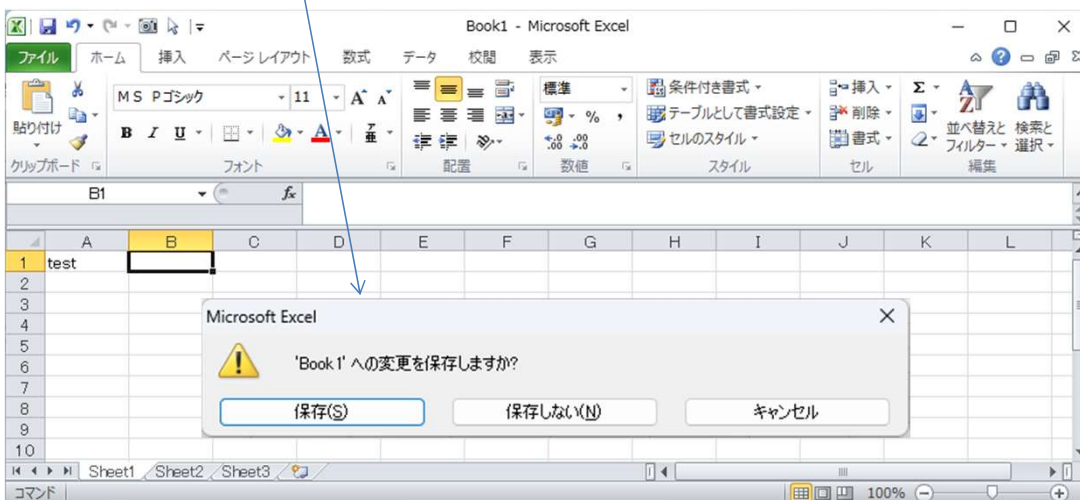 Book1 - Microsoft Excel
ファイル ホーム 挿入 ページ レイアウト 数式 データ 校閲 表示
貼り付け
クリップボード
ＭＳ Ｐゴシック 11
B I U A
フォント
配置
標準
% ,
数値
条件付き書式
テーブルとして書式設定
セルのスタイル
スタイル
挿入
削除
書式
セル
Σ
並べ替えと
フィルター
検索と
選択
編集
B1 fx
A B C D E F G H I J K L
1 test
2
3
4
5
6
7
8
9
10
Microsoft Excel
'Book1' への変更を保存しますか?
保存(S) 保存しない(N) キャンセル
Sheet1 Sheet2 Sheet3
コマンド 100%